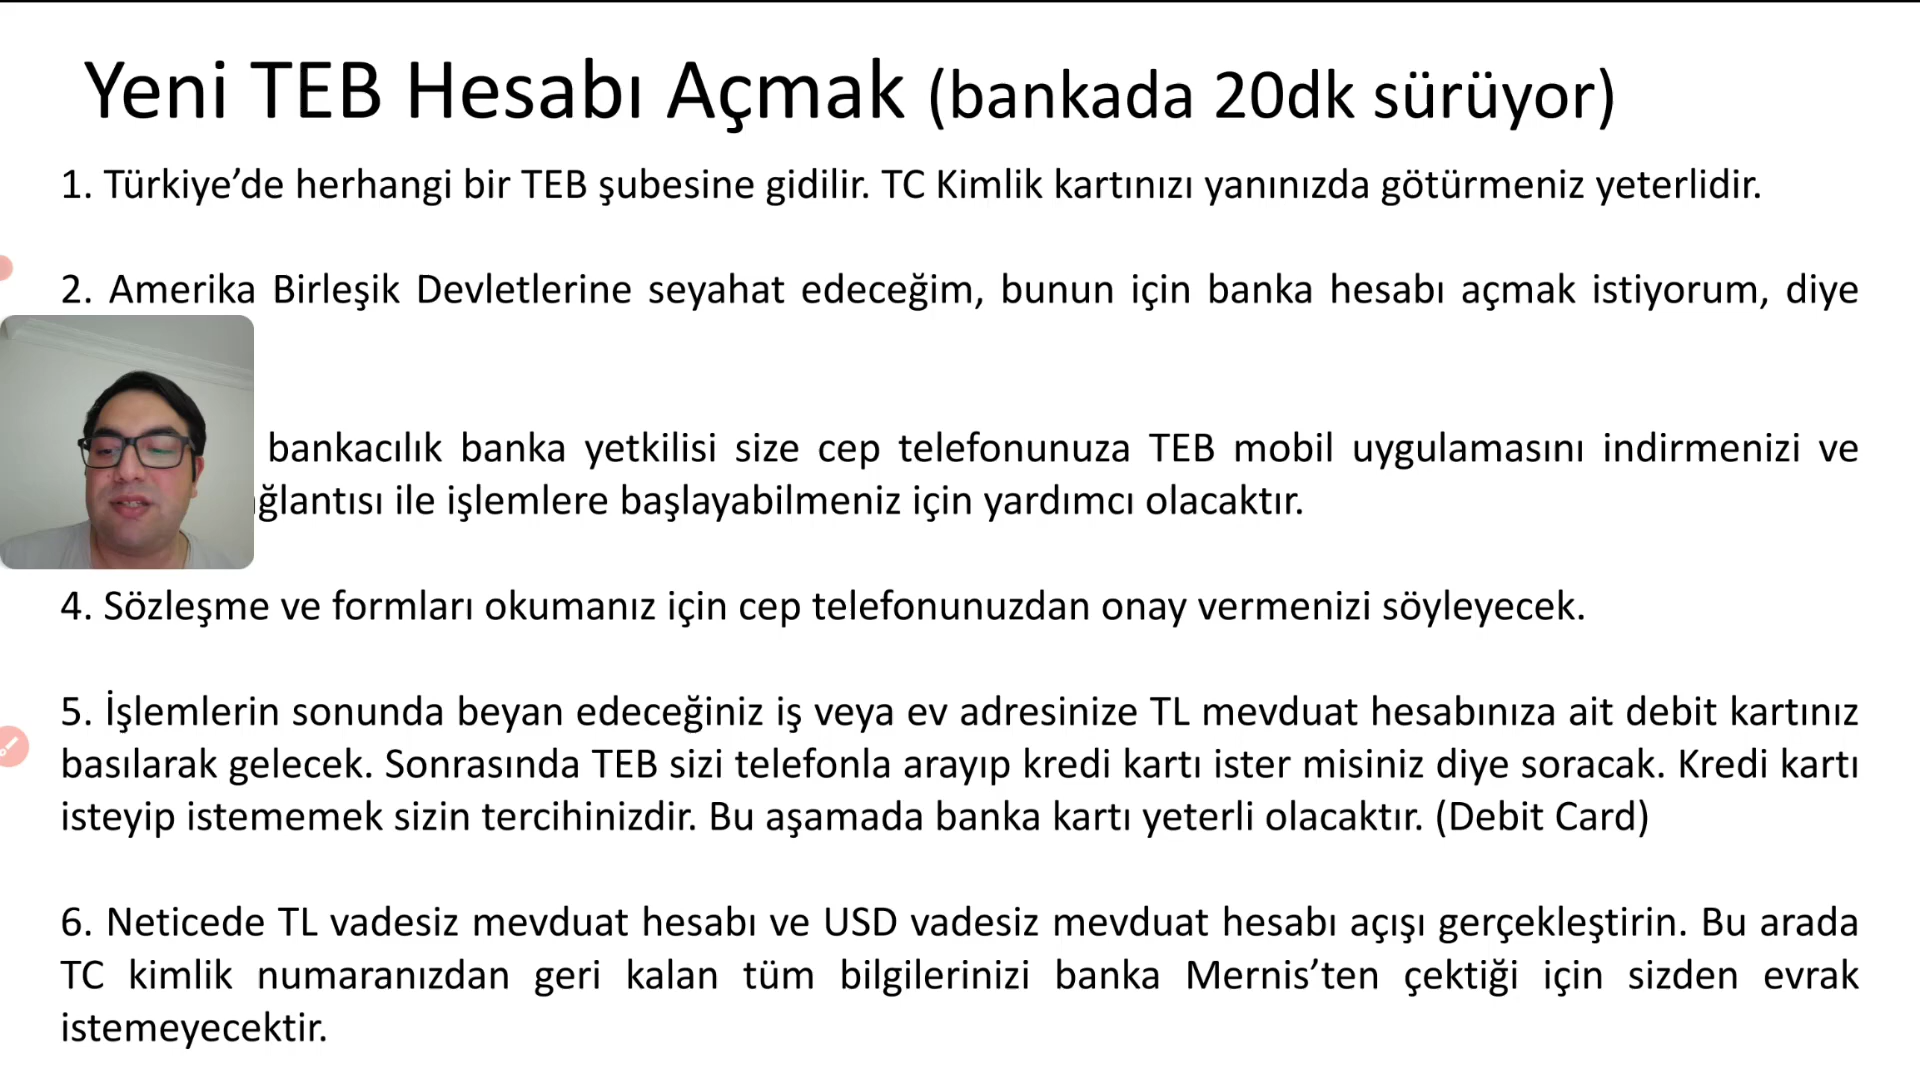 Yeni TEB Hesabı Açmak (bankada 20dk sürüyor)
1. Türkiye’de herhangi bir TEB şubesine gidilir. TC Kimlik kartınızı yanınızda götürmeniz yeterlidir.
2. Amerika Birleşik Devletlerine seyahat edeceğim, bunun için banka hesabı açmak istiyorum, diye
bankacılık banka yetkilisi size cep telefonunuza TEB mobil uygulamasını indirmenizi ve
ğlantısı ile işlemlere başlayabilmeniz için yardımcı olacaktır.
4. Sözleşme ve formları okumanız için cep telefonunuzdan onay vermenizi söyleyecek.
5. İşlemlerin sonunda beyan edeceğiniz iş veya ev adresinize TL mevduat hesabınıza ait debit kartınız
basılarak gelecek. Sonrasında TEB sizi telefonla arayıp kredi kartı ister misiniz diye soracak. Kredi kartı
isteyip istememek sizin tercihinizdir. Bu aşamada banka kartı yeterli olacaktır. (Debit Card)
6. Neticede TL vadesiz mevduat hesabı ve USD vadesiz mevduat hesabı açışı gerçekleştirin. Bu arada
TC kimlik numaranızdan geri kalan tüm bilgilerinizi banka Mernis’ten çektiği için sizden evrak
istemeyecektir.